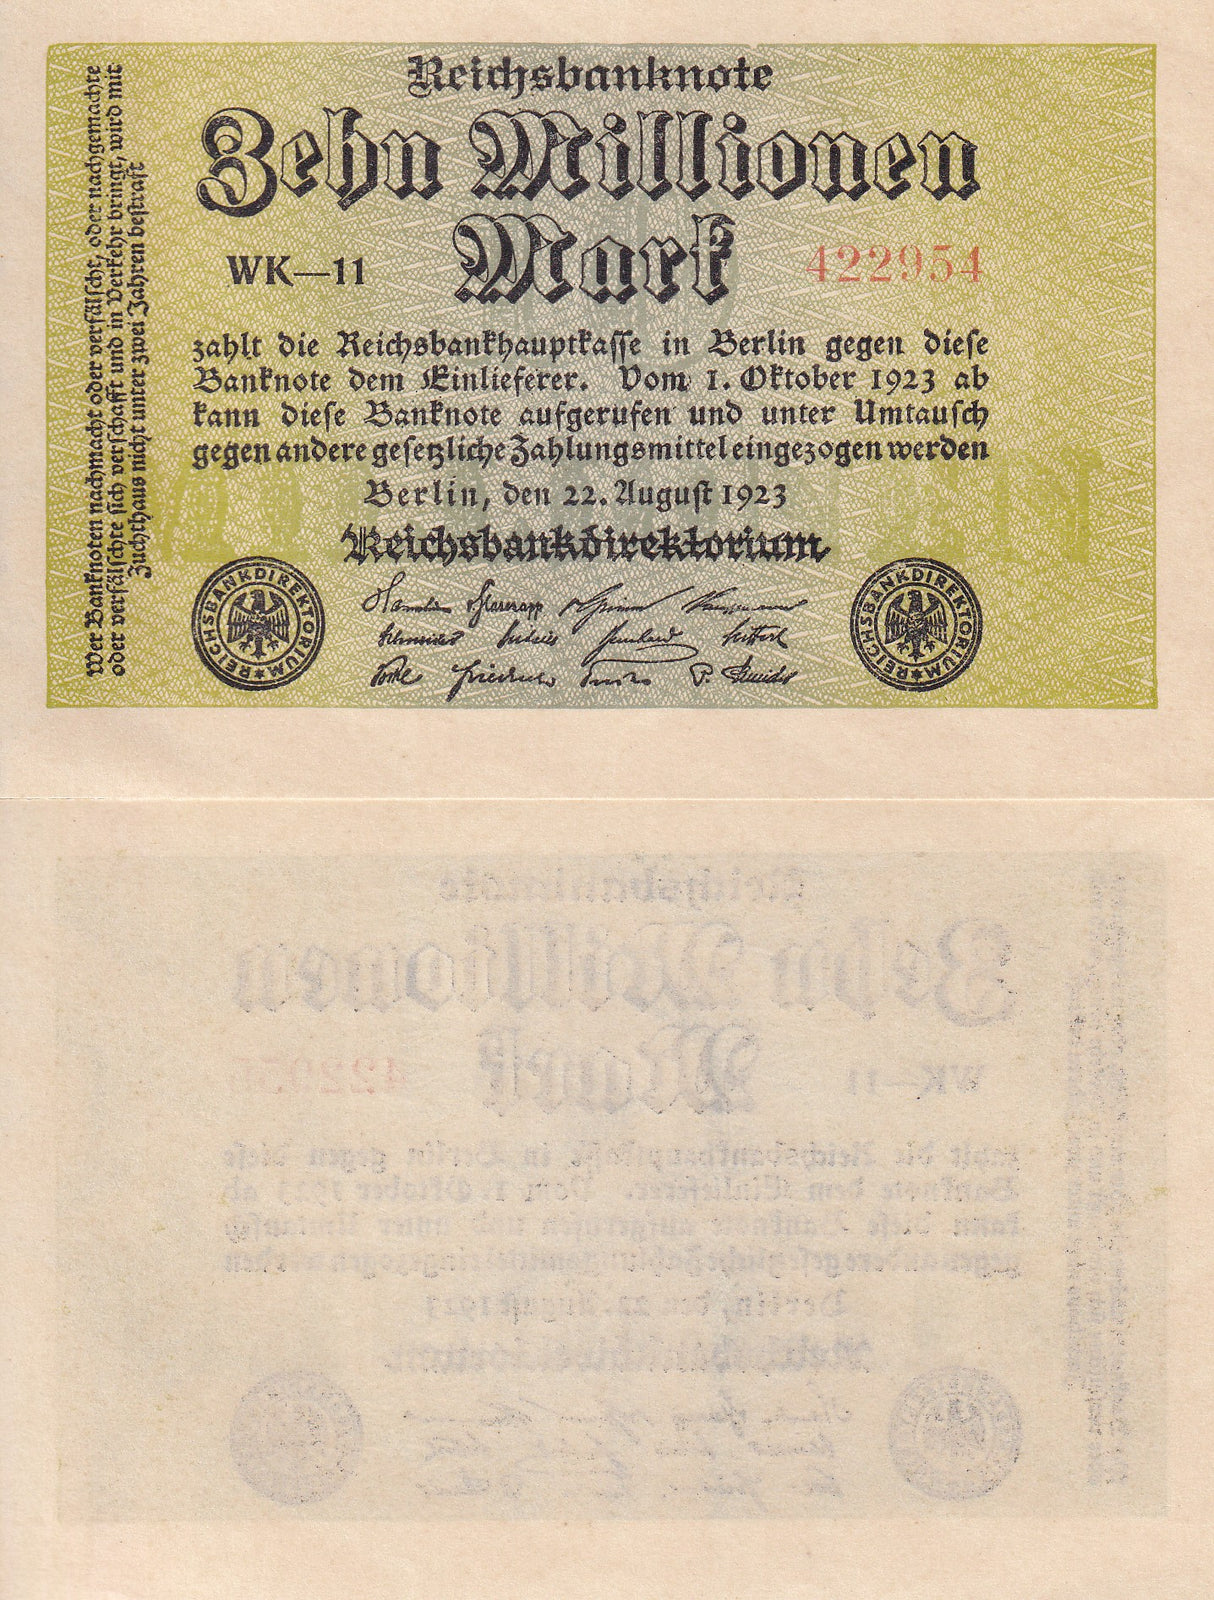 Reichsbanknote
Zehn Millionen
Mark
WK—11
422954
zahlt die Reichsbankhauptkasse in Berlin gegen diese
Banknote dem Einlieferer. Vom 1. Oktober 1923 ab
kann diese Banknote aufgerufen und unter Umtausch
gegen andere gesetzliche Zahlungsmittel eingezogen werden
Berlin, den 22. August 1923
Reichsbankdirektorium
REICHSBANKDIREKTORIUM
REICHSBANKDIREKTORIUM
Schneider
P. Schneider
Wer Banknoten nachmacht oder verfälscht, oder nachgemachte
oder verfälschte sich verschafft und in Verkehr bringt, wird mit
Zuchthaus nicht unter zwei Jahren bestraft